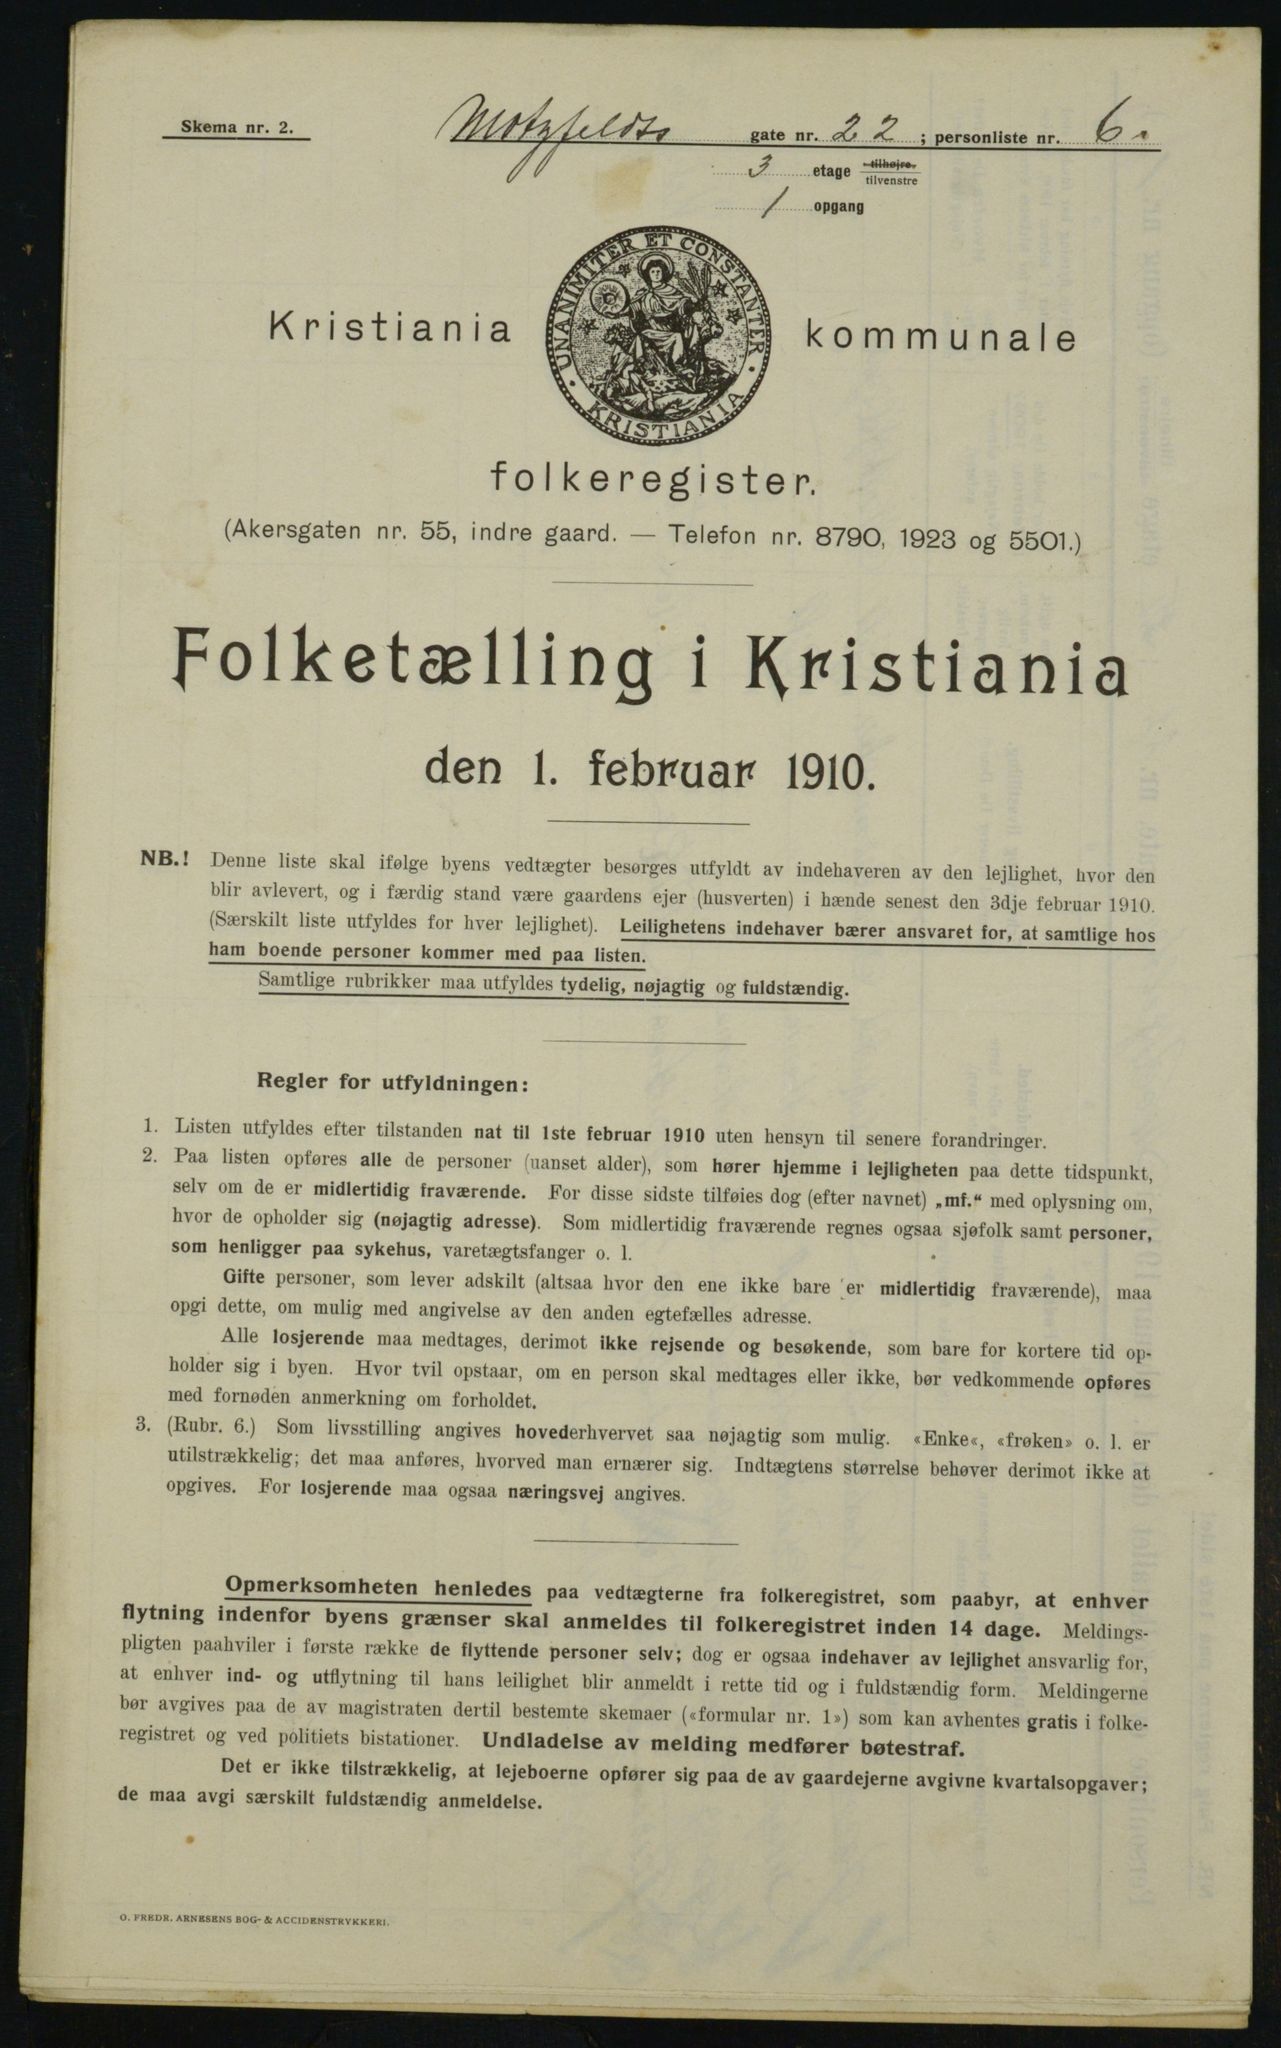 Skema nr. 2.
Motzfeldts gate nr. 22 ; personliste nr. 6.
3 etage tilhøjre. tilvenstre
1 opgang
UNANIMITER ET CONSTANTER
KRISTIANIA
Kristiania kommunale
folkeregister.
(Akersgaten nr. 55, indre gaard. — Telefon nr. 8790, 1923 og 5501.)
Folketælling i Kristiania
den 1. februar 1910.
NB.! Denne liste skal ifølge byens vedtægter besørges utfyldt av indehaveren av den lejlighet, hvor den
blir avlevert, og i færdig stand være gaardens ejer (husverten) i hænde senest den 3dje februar 1910.
(Særskilt liste utfyldes for hver lejlighet). Leilighetens indehaver bærer ansvaret for, at samtlige hos
ham boende personer kommer med paa listen.
Samtlige rubrikker maa utfyldes tydelig, nøjagtig og fuldstændig.
Regler for utfyldningen:
1. Listen utfyldes efter tilstanden nat til 1ste februar 1910 uten hensyn til senere forandringer.
2. Paa listen opføres alle de personer (uanset alder), som hører hjemme i lejligheten paa dette tidspunkt,
selv om de er midlertidig fraværende. For disse sidste tilføies dog (efter navnet) „mf.“ med oplysning om,
hvor de opholder sig (nøjagtig adresse). Som midlertidig fraværende regnes ogsaa sjøfolk samt personer,
som henligger paa sykehus, varetægtsfanger o. l.
Gifte personer, som lever adskilt (altsaa hvor den ene ikke bare er midlertidig fraværende), maa
opgi dette, om mulig med angivelse av den anden egtefælles adresse.
Alle losjerende maa medtages, derimot ikke rejsende og besøkende, som bare for kortere tid op-
holder sig i byen. Hvor tvil opstaar, om en person skal medtages eller ikke, bør vedkommende opføres
med fornøden anmerkning om forholdet.
3. (Rubr. 6.) Som livsstilling angives hovederhvervet saa nøjagtig som mulig. «Enke«, «frøken» o. l. er
utilstrækkelig; det maa anføres, hvorved man ernærer sig. Indtægtens størrelse behøver derimot ikke at
opgives. For losjerende maa ogsaa næringsvej angives.
Opmerksomheten henledes paa vedtægterne fra folkeregistret, som paabyr, at enhver
flytning indenfor byens grænser skal anmeldes til folkeregistret inden 14 dage. Meldings-
pligten paahviler i første række de flyttende personer selv; dog er ogsaa indehaver av lejlighet ansvarlig for,
at enhver ind- og utflytning til hans leilighet blir anmeldt i rette tid og i fuldstændig form. Meldingerne
bør avgives paa de av magistraten dertil bestemte skemaer («formular nr. 1») som kan avhentes gratis i folke-
registret og ved politiets bistationer. Undladelse av melding medfører bøtestraf.
Det er ikke tilstrækkelig, at lejeboerne opfører sig paa de av gaardejerne avgivne kvartalsopgaver;
de maa avgi særskilt fuldstændig anmeldelse.
O. FREDR. ARNESENS BOG- & ACCIDENSTRYKKERI.